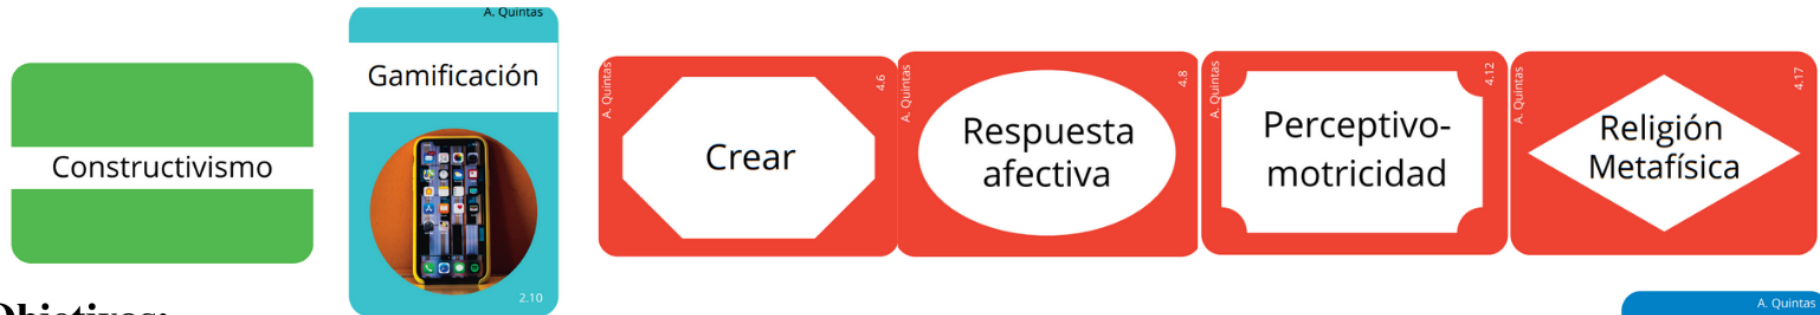 Constructivismo
A. Quintas
Gamificación
2.10
A. Quintas
4.6
Crear
A. Quintas
4.8
Respuesta
afectiva
A. Quintas
4.12
Perceptivo-
motricidad
A. Quintas
4.17
Religión
Metafísica
A. Quintas